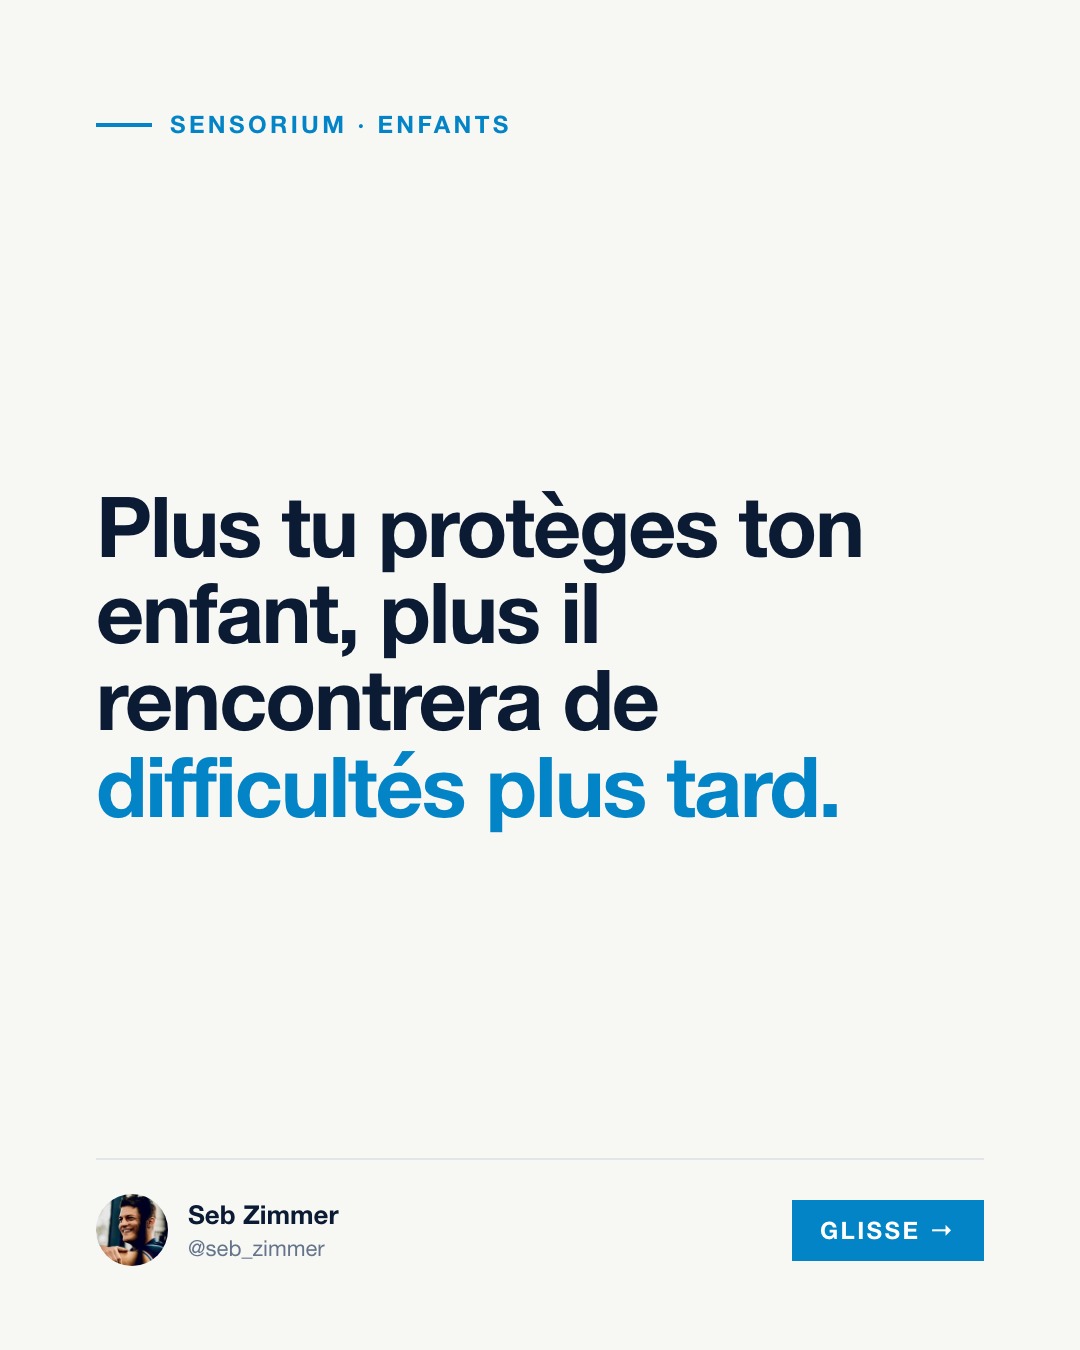 SENSORIUM · ENFANTS
Plus tu protèges ton
enfant, plus il
rencontrera de
difficultés plus tard.
Seb Zimmer
@seb_zimmer
GLISSE →